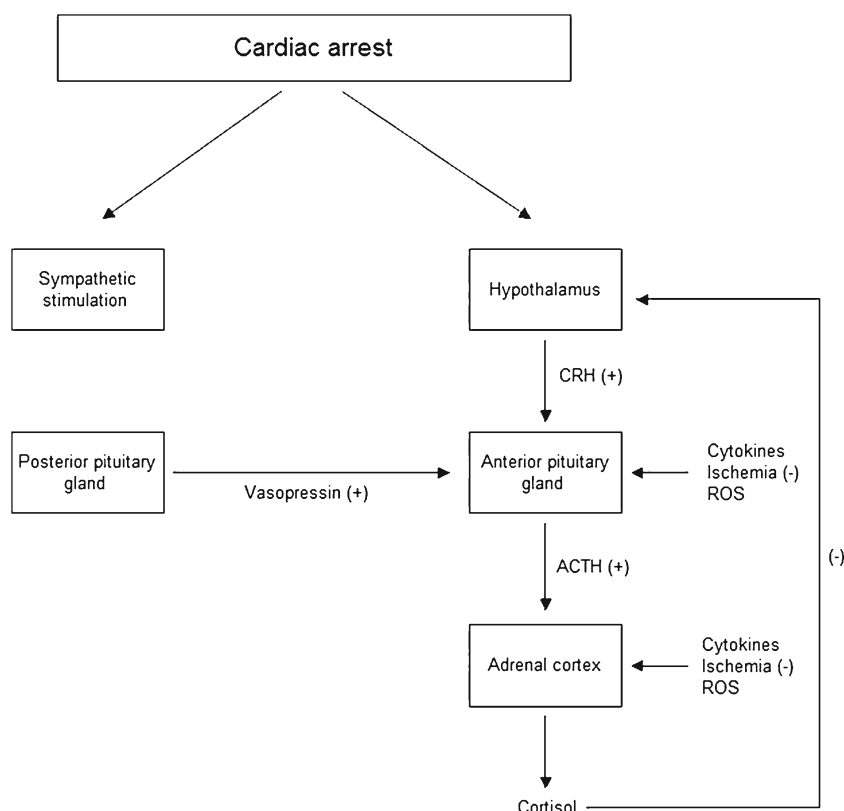 Cardiac arrest
Sympathetic
stimulation
Hypothalamus
CRH (+)
Posterior pituitary
gland
Vasopressin (+)
Anterior pituitary
gland
Cytokines
Ischemia (-)
ROS
(-)
ACTH (+)
Adrenal cortex
Cytokines
Ischemia (-)
ROS
Cortisol